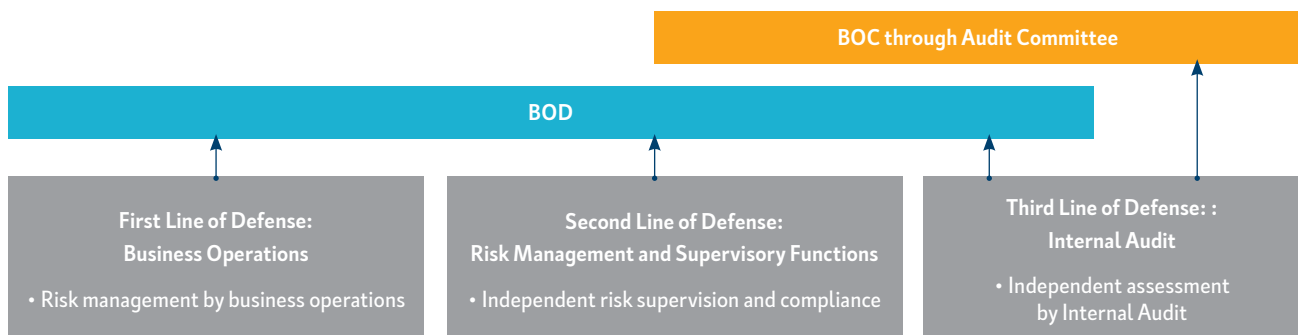 BOC through Audit Committee
BOD
First Line of Defense:
Business Operations
• Risk management by business operations
Second Line of Defense:
Risk Management and Supervisory Functions
• Independent risk supervision and compliance
Third Line of Defense: :
Internal Audit
• Independent assessment
by Internal Audit